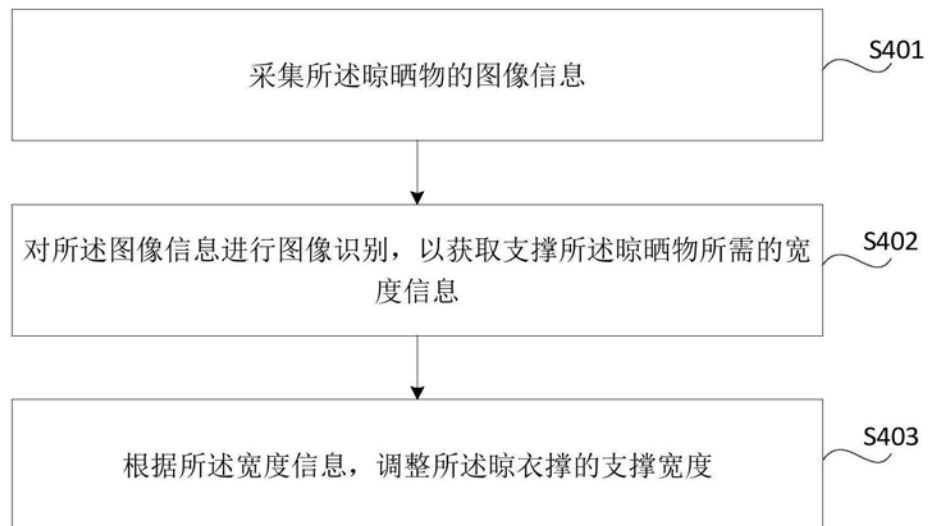 采集所述晾晒物的图像信息
S401
对所述图像信息进行图像识别，以获取支撑所述晾晒物所需的宽
度信息
S402
根据所述宽度信息，调整所述晾衣撑的支撑宽度
S403